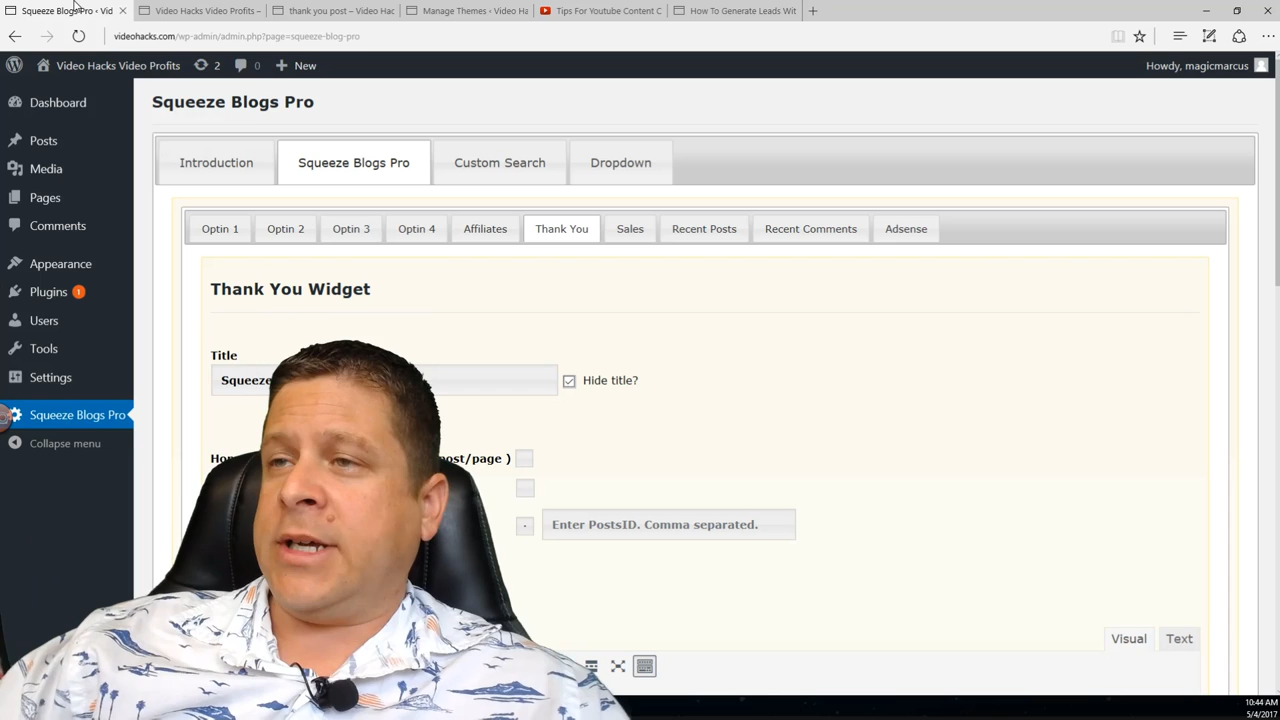 Squeeze Blogs Pro ‹ Vid
Video Hacks Video Profits –
thank you post – Video Hac
Manage Themes ‹ Video Ha
Tips For Youtube Content C
How To Generate Leads Wit
videohacks.com/wp-admin/admin.php?page=squeeze-blog-pro
Video Hacks Video Profits
2
0
New
Howdy, magicmarcus
Dashboard
Posts
Media
Pages
Comments
Appearance
Plugins 1
Users
Tools
Settings
Squeeze Blogs Pro
Collapse menu
Squeeze Blogs Pro
Introduction
Squeeze Blogs Pro
Custom Search
Dropdown
Optin 1
Optin 2
Optin 3
Optin 4
Affiliates
Thank You
Sales
Recent Posts
Recent Comments
Adsense
Thank You Widget
Title
Squeeze
Hide title?
post/page )
Enter PostsID. Comma separated.
Visual
Text
10:44 AM
5/4/2017